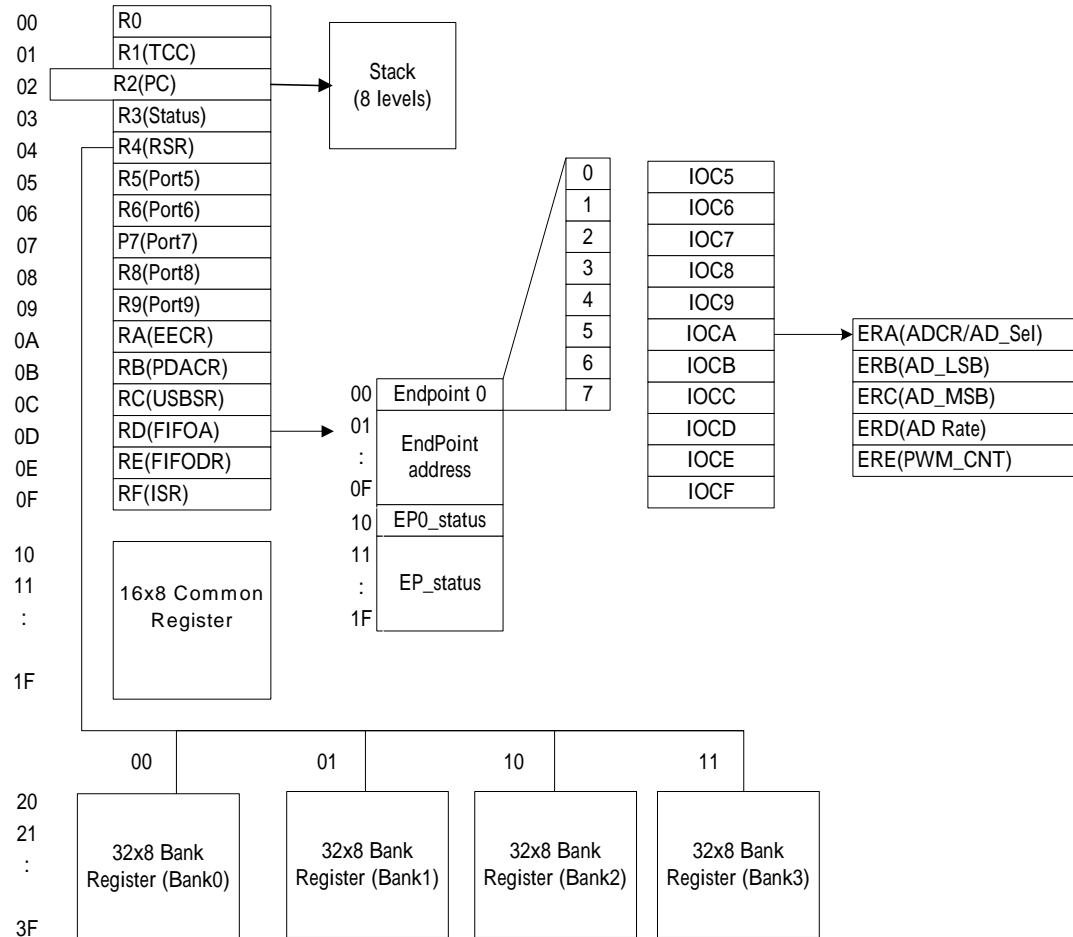 00 R0
01 R1(TCC)
02 R2(PC)
03 R3(Status)
04 R4(RSR)
05 R5(Port5)
06 R6(Port6)
07 P7(Port7)
08 R8(Port8)
09 R9(Port9)
0A RA(EECR)
0B RB(PDACR)
0C RC(USBSR)
0D RD(FIFOA)
0E RE(FIFODR)
0F RF(ISR)
Stack
(8 levels)
0
1
2
3
4
5
6
7
IOC5
IOC6
IOC7
IOC8
IOC9
IOCA
IOCB
IOCC
IOCD
IOCE
IOCF
ERA(ADCR/AD_Sel)
ERB(AD_LSB)
ERC(AD_MSB)
ERD(AD Rate)
ERE(PWM_CNT)
00 Endpoint 0
01
:
0F
EndPoint
address
10 EP0_status
11
:
1F
EP_status
10
11
:
1F
16x8 Common
Register
00 01 10 11
20
21
:
3F
32x8 Bank
Register (Bank0)
32x8 Bank
Register (Bank1)
32x8 Bank
Register (Bank2)
32x8 Bank
Register (Bank3)